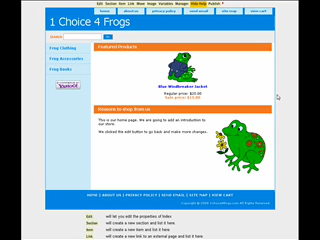 Edit Section Item Link Move Image Variables Manager Hide Help Publish
home about us privacy policy send email site map view cart
1 Choice 4 Frogs
Frog Clothing
Frog Accessories
Frog Banks
YAHOO!
Featured Products
Blue Windbreaker Jacket
Regular price: $25.00
Sale price: $15.00
Reasons to shop from us
This is our home page. We are going to add an introduction to our store.
We clicked the edit button to go back and make more changes.
HOME | ABOUT US | PRIVACY POLICY | SEND EMAIL | SITE MAP | VIEW CART
Edit will let you edit the properties of Index
Section will create a new section and list it here.
Item will create a new item and list it here.
Link will create a new link to an external page and list it here